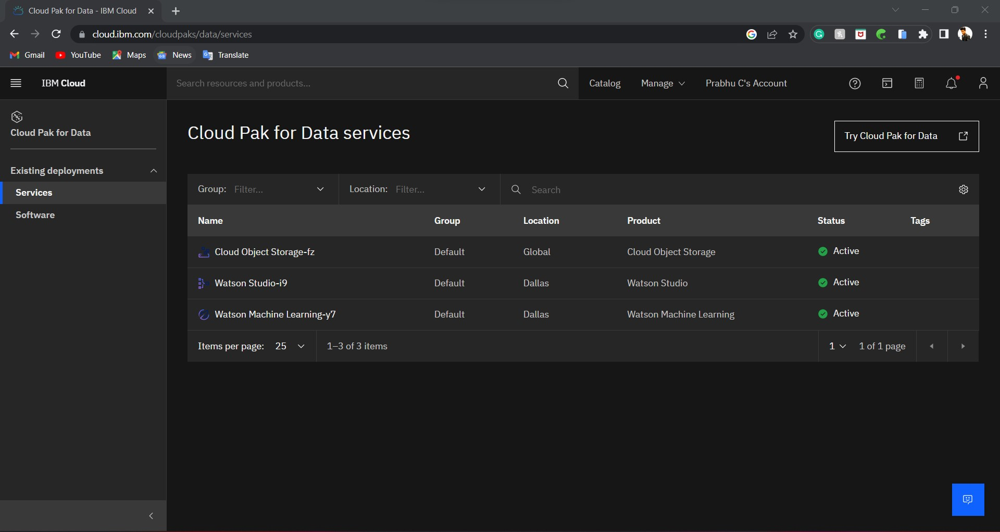 Cloud Pak for Data - IBM Cloud
cloud.ibm.com/cloudpaks/data/services
Gmail YouTube Maps News Translate
IBM Cloud Search resources and products... Catalog Manage Prabhu C's Account
Cloud Pak for Data
Existing deployments
Services
Software
Cloud Pak for Data services
Try Cloud Pak for Data
Group: Filter... Location: Filter... Search
Name Group Location Product Status Tags
Cloud Object Storage-fz Default Global Cloud Object Storage Active
Watson Studio-i9 Default Dallas Watson Studio Active
Watson Machine Learning-y7 Default Dallas Watson Machine Learning Active
Items per page: 25 1–3 of 3 items 1 1 of 1 page